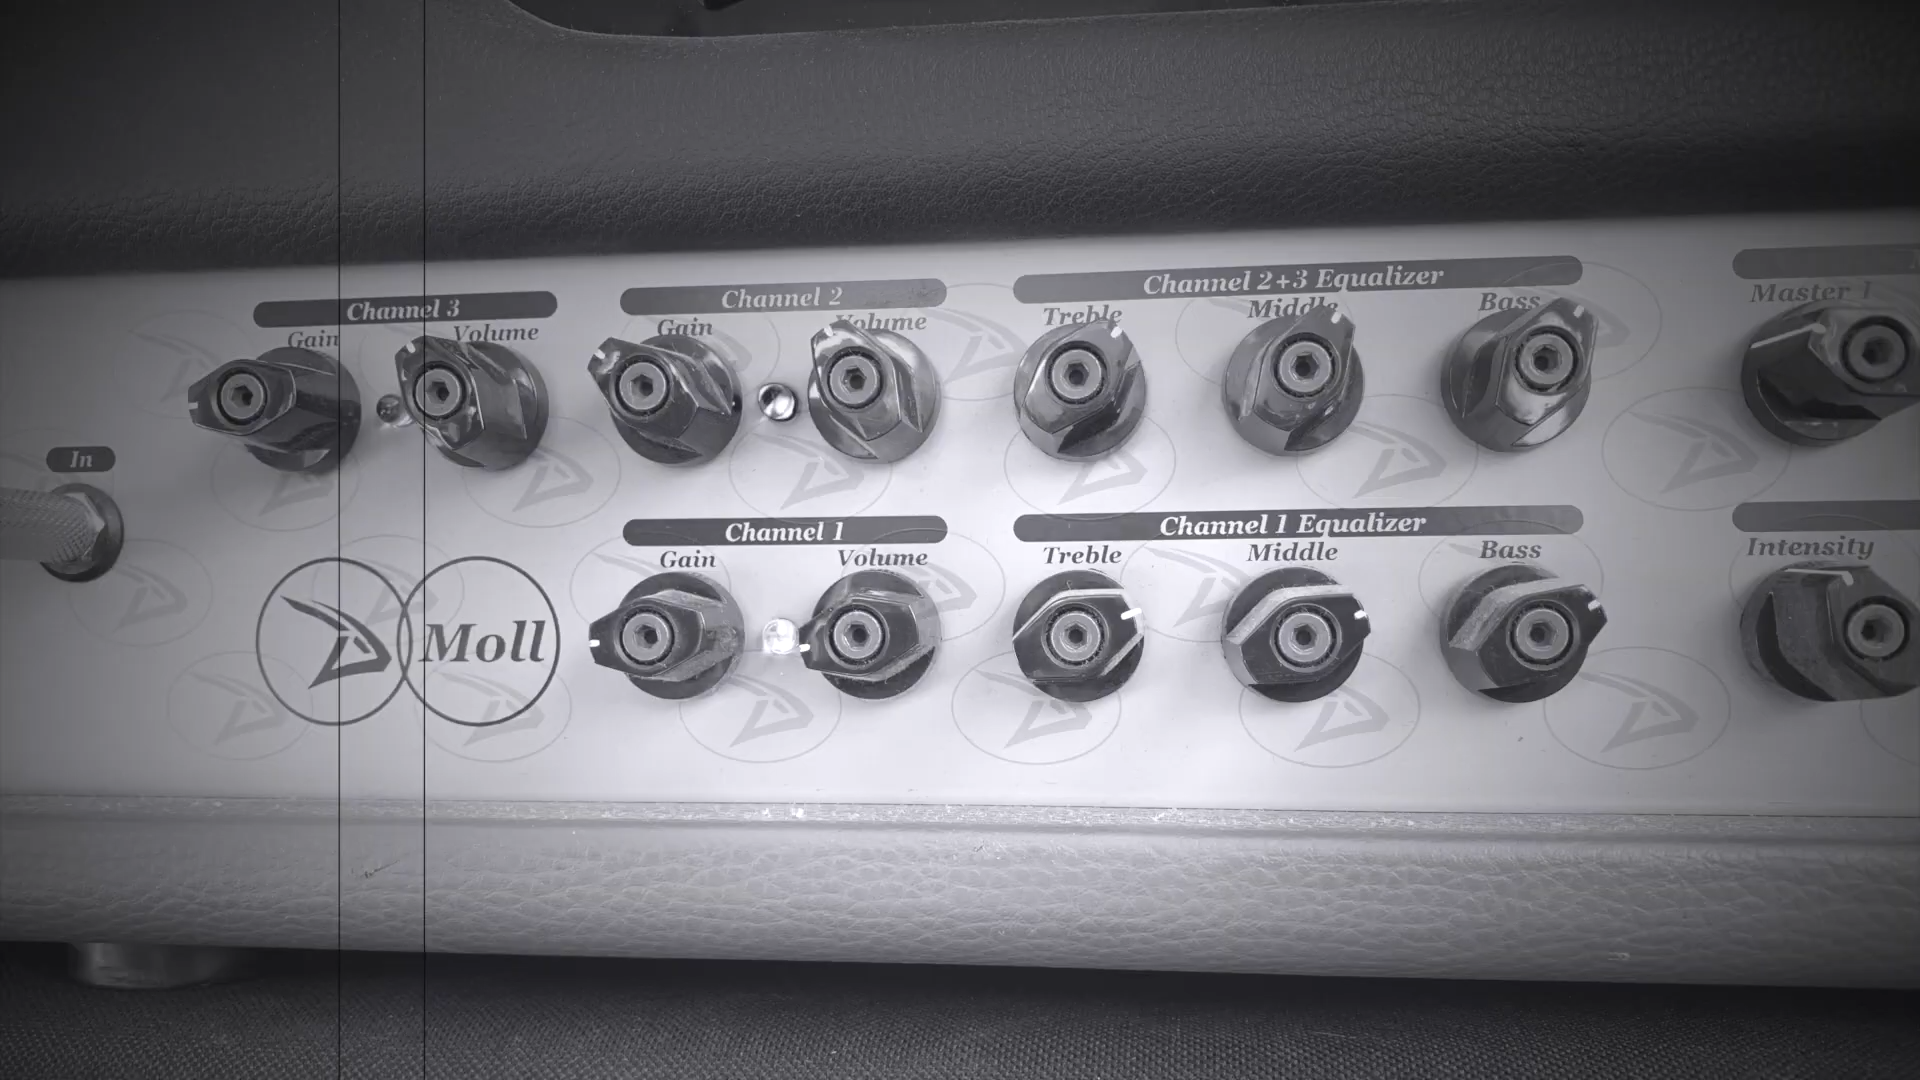 Channel 3
Gain Volume
Channel 2
Gain Volume
Channel 2+3 Equalizer
Treble Middle Bass
Master 1
In
Channel 1
Gain Volume
Channel 1 Equalizer
Treble Middle Bass
Intensity
Moll